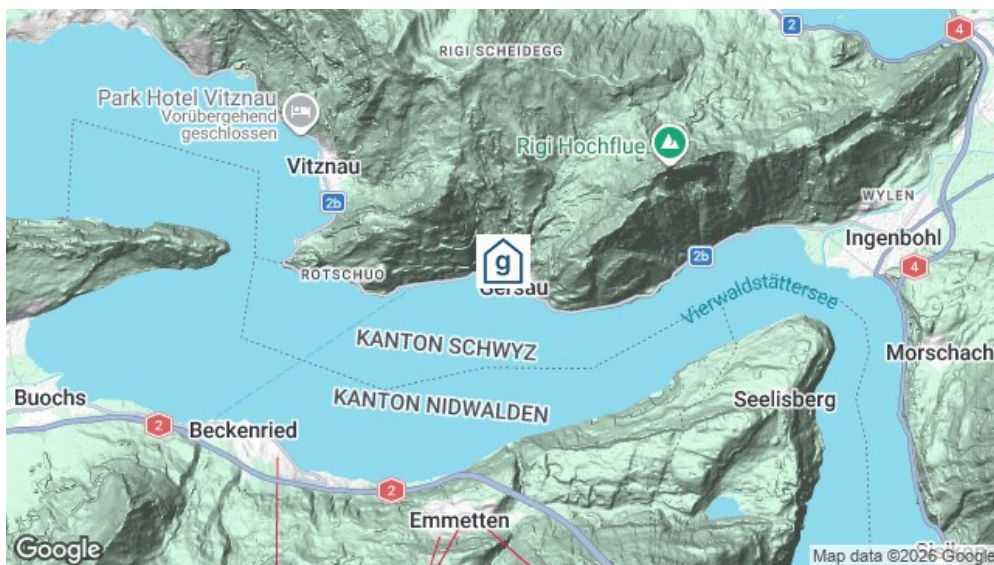 2
4
RIGI SCHEIDEGG
Park Hotel Vitznau
Vorübergehend
geschlossen
Rigi Hochflue
Vitznau
2b
WYLEN
Ingenbohl
ROTSCHUO
g
2b
4
Gersau
Vierwaldstättersee
KANTON SCHWYZ
Morschach
KANTON NIDWALDEN
Seelisberg
Buochs
2
Beckenried
2
Emmetten
Google
Sisikon
Map data ©2026 Google